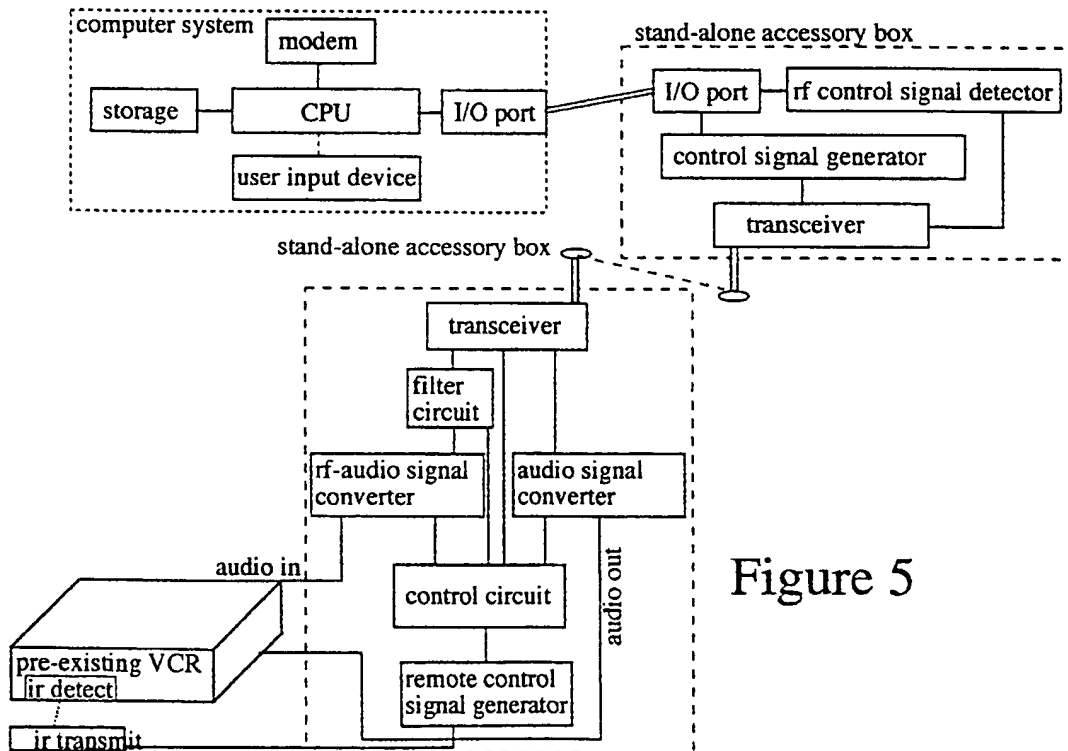 computer system
modem
storage
CPU
I/O port
user input device
stand-alone accessory box
I/O port
rf control signal detector
control signal generator
transceiver
stand-alone accessory box
transceiver
filter
circuit
rf-audio signal
converter
audio signal
converter
audio in
control circuit
audio out
Figure 5
pre-existing VCR
ir detect
remote control
signal generator
ir transmit